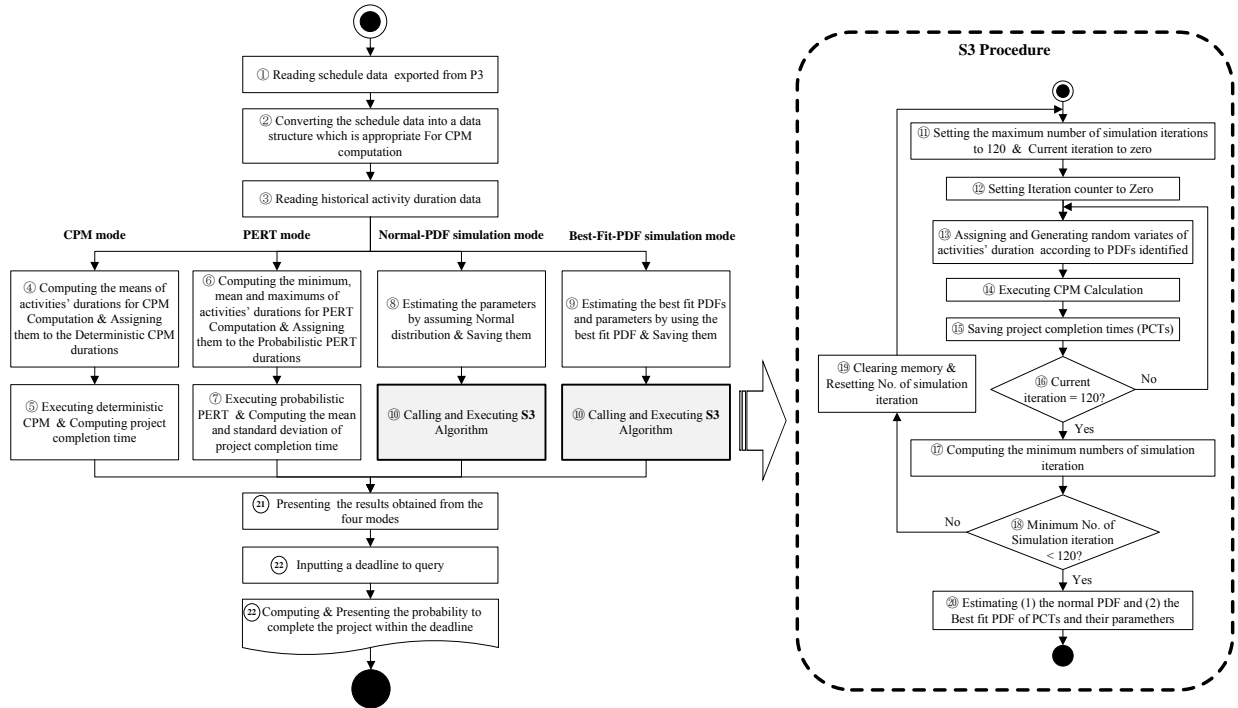 ① Reading schedule data exported from P3
② Converting the schedule data into a data
structure which is appropriate For CPM
computation
③ Reading historical activity duration data
CPM mode
PERT mode
Normal-PDF simulation mode
Best-Fit-PDF simulation mode
④ Computing the means of
activities' durations for CPM
Computation & Assigning
them to the Deterministic CPM
durations
⑥ Computing the minimum,
mean and maximums of
activities' durations for PERT
Computation & Assigning
them to the Probabilistic PERT
durations
⑧ Estimating the parameters
by assuming Normal
distribution & Saving them
⑨ Estimating the best fit PDFs
and parameters by using the
best fit PDF & Saving them
⑤ Executing deterministic
CPM & Computing project
completion time
⑦ Executing probabilistic
PERT & Computing the mean
and standard deviation of
project completion time
⑩ Calling and Executing S3
Algorithm
⑩ Calling and Executing S3
Algorithm
㉑ Presenting the results obtained from the
four modes
㉒ Inputting a deadline to query
㉒ Computing & Presenting the probability to
complete the project within the deadline
S3 Procedure
⑪ Setting the maximum number of simulation iterations
to 120 & Current iteration to zero
⑫ Setting Iteration counter to Zero
⑬ Assigning and Generating random variates of
activities' duration according to PDFs identified
⑭ Executing CPM Calculation
⑮ Saving project completion times (PCTs)
⑯ Current
iteration = 120?
No
Yes
⑲ Clearing memory &
Resetting No. of simulation
iteration
⑰ Computing the minimum numbers of simulation
iteration
⑱ Minimum No. of
Simulation iteration
< 120?
No
Yes
⑳ Estimating (1) the normal PDF and (2) the
Best fit PDF of PCTs and their paramethers